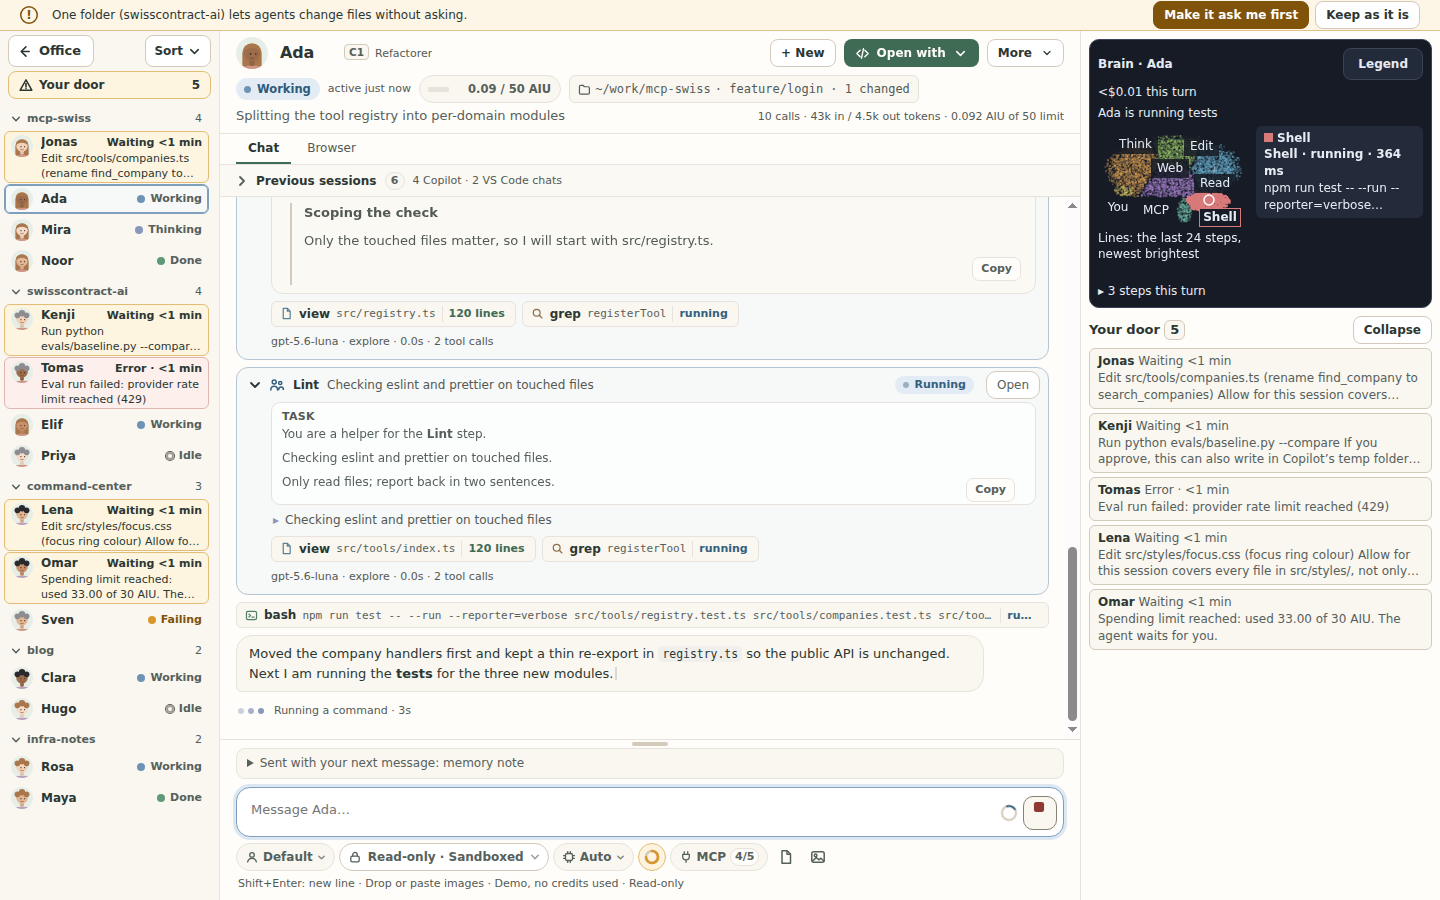 One folder (swisscontract-ai) lets agents change files without asking.
Make it ask me first
Keep as it is
Office
Sort
Your door 5
mcp-swiss 4
Jonas Waiting <1 min
Edit src/tools/companies.ts
(rename find_company to…
Ada Working
Mira Thinking
Noor Done
swisscontract-ai 4
Kenji Waiting <1 min
Run python
evals/baseline.py --compar…
Tomas Error · <1 min
Eval run failed: provider rate
limit reached (429)
Elif Working
Priya Idle
command-center 3
Lena Waiting <1 min
Edit src/styles/focus.css
(focus ring colour) Allow fo…
Omar Waiting <1 min
Spending limit reached:
used 33.00 of 30 AIU. The…
Sven Failing
blog 2
Clara Working
Hugo Idle
infra-notes 2
Rosa Working
Maya Done
Ada C1 Refactorer
+ New
Open with
More
Working active just now 0.09 / 50 AIU ~/work/mcp-swiss · feature/login · 1 changed
Splitting the tool registry into per-domain modules
10 calls · 43k in / 4.5k out tokens · 0.092 AIU of 50 limit
Chat Browser
Previous sessions 6 4 Copilot · 2 VS Code chats
Scoping the check
Only the touched files matter, so I will start with src/registry.ts.
Copy
view src/registry.ts 120 lines grep registerTool running
gpt-5.6-luna · explore · 0.0s · 2 tool calls
Lint Checking eslint and prettier on touched files Running Open
TASK
You are a helper for the Lint step.
Checking eslint and prettier on touched files.
Only read files; report back in two sentences.
Copy
Checking eslint and prettier on touched files
view src/tools/index.ts 120 lines grep registerTool running
gpt-5.6-luna · explore · 0.0s · 2 tool calls
bash npm run test -- --run --reporter=verbose src/tools/registry.test.ts src/tools/companies.test.ts src/too… ru…
Moved the company handlers first and kept a thin re-export in registry.ts so the public API is unchanged.
Next I am running the tests for the three new modules.
Running a command · 3s
Sent with your next message: memory note
Message Ada…
Default Read-only · Sandboxed Auto MCP 4/5
Shift+Enter: new line · Drop or paste images · Demo, no credits used · Read-only
Brain · Ada
Legend
<$0.01 this turn
Ada is running tests
Think
Edit
Web
Read
You
MCP
Shell
Shell
Shell · running · 364
ms
npm run test -- --run --
reporter=verbose…
Lines: the last 24 steps,
newest brightest
3 steps this turn
Your door 5
Collapse
Jonas Waiting <1 min
Edit src/tools/companies.ts (rename find_company to
search_companies) Allow for this session covers…
Kenji Waiting <1 min
Run python evals/baseline.py --compare If you
approve, this can also write in Copilot’s temp folder…
Tomas Error · <1 min
Eval run failed: provider rate limit reached (429)
Lena Waiting <1 min
Edit src/styles/focus.css (focus ring colour) Allow for
this session covers every file in src/styles/, not only…
Omar Waiting <1 min
Spending limit reached: used 33.00 of 30 AIU. The
agent waits for you.